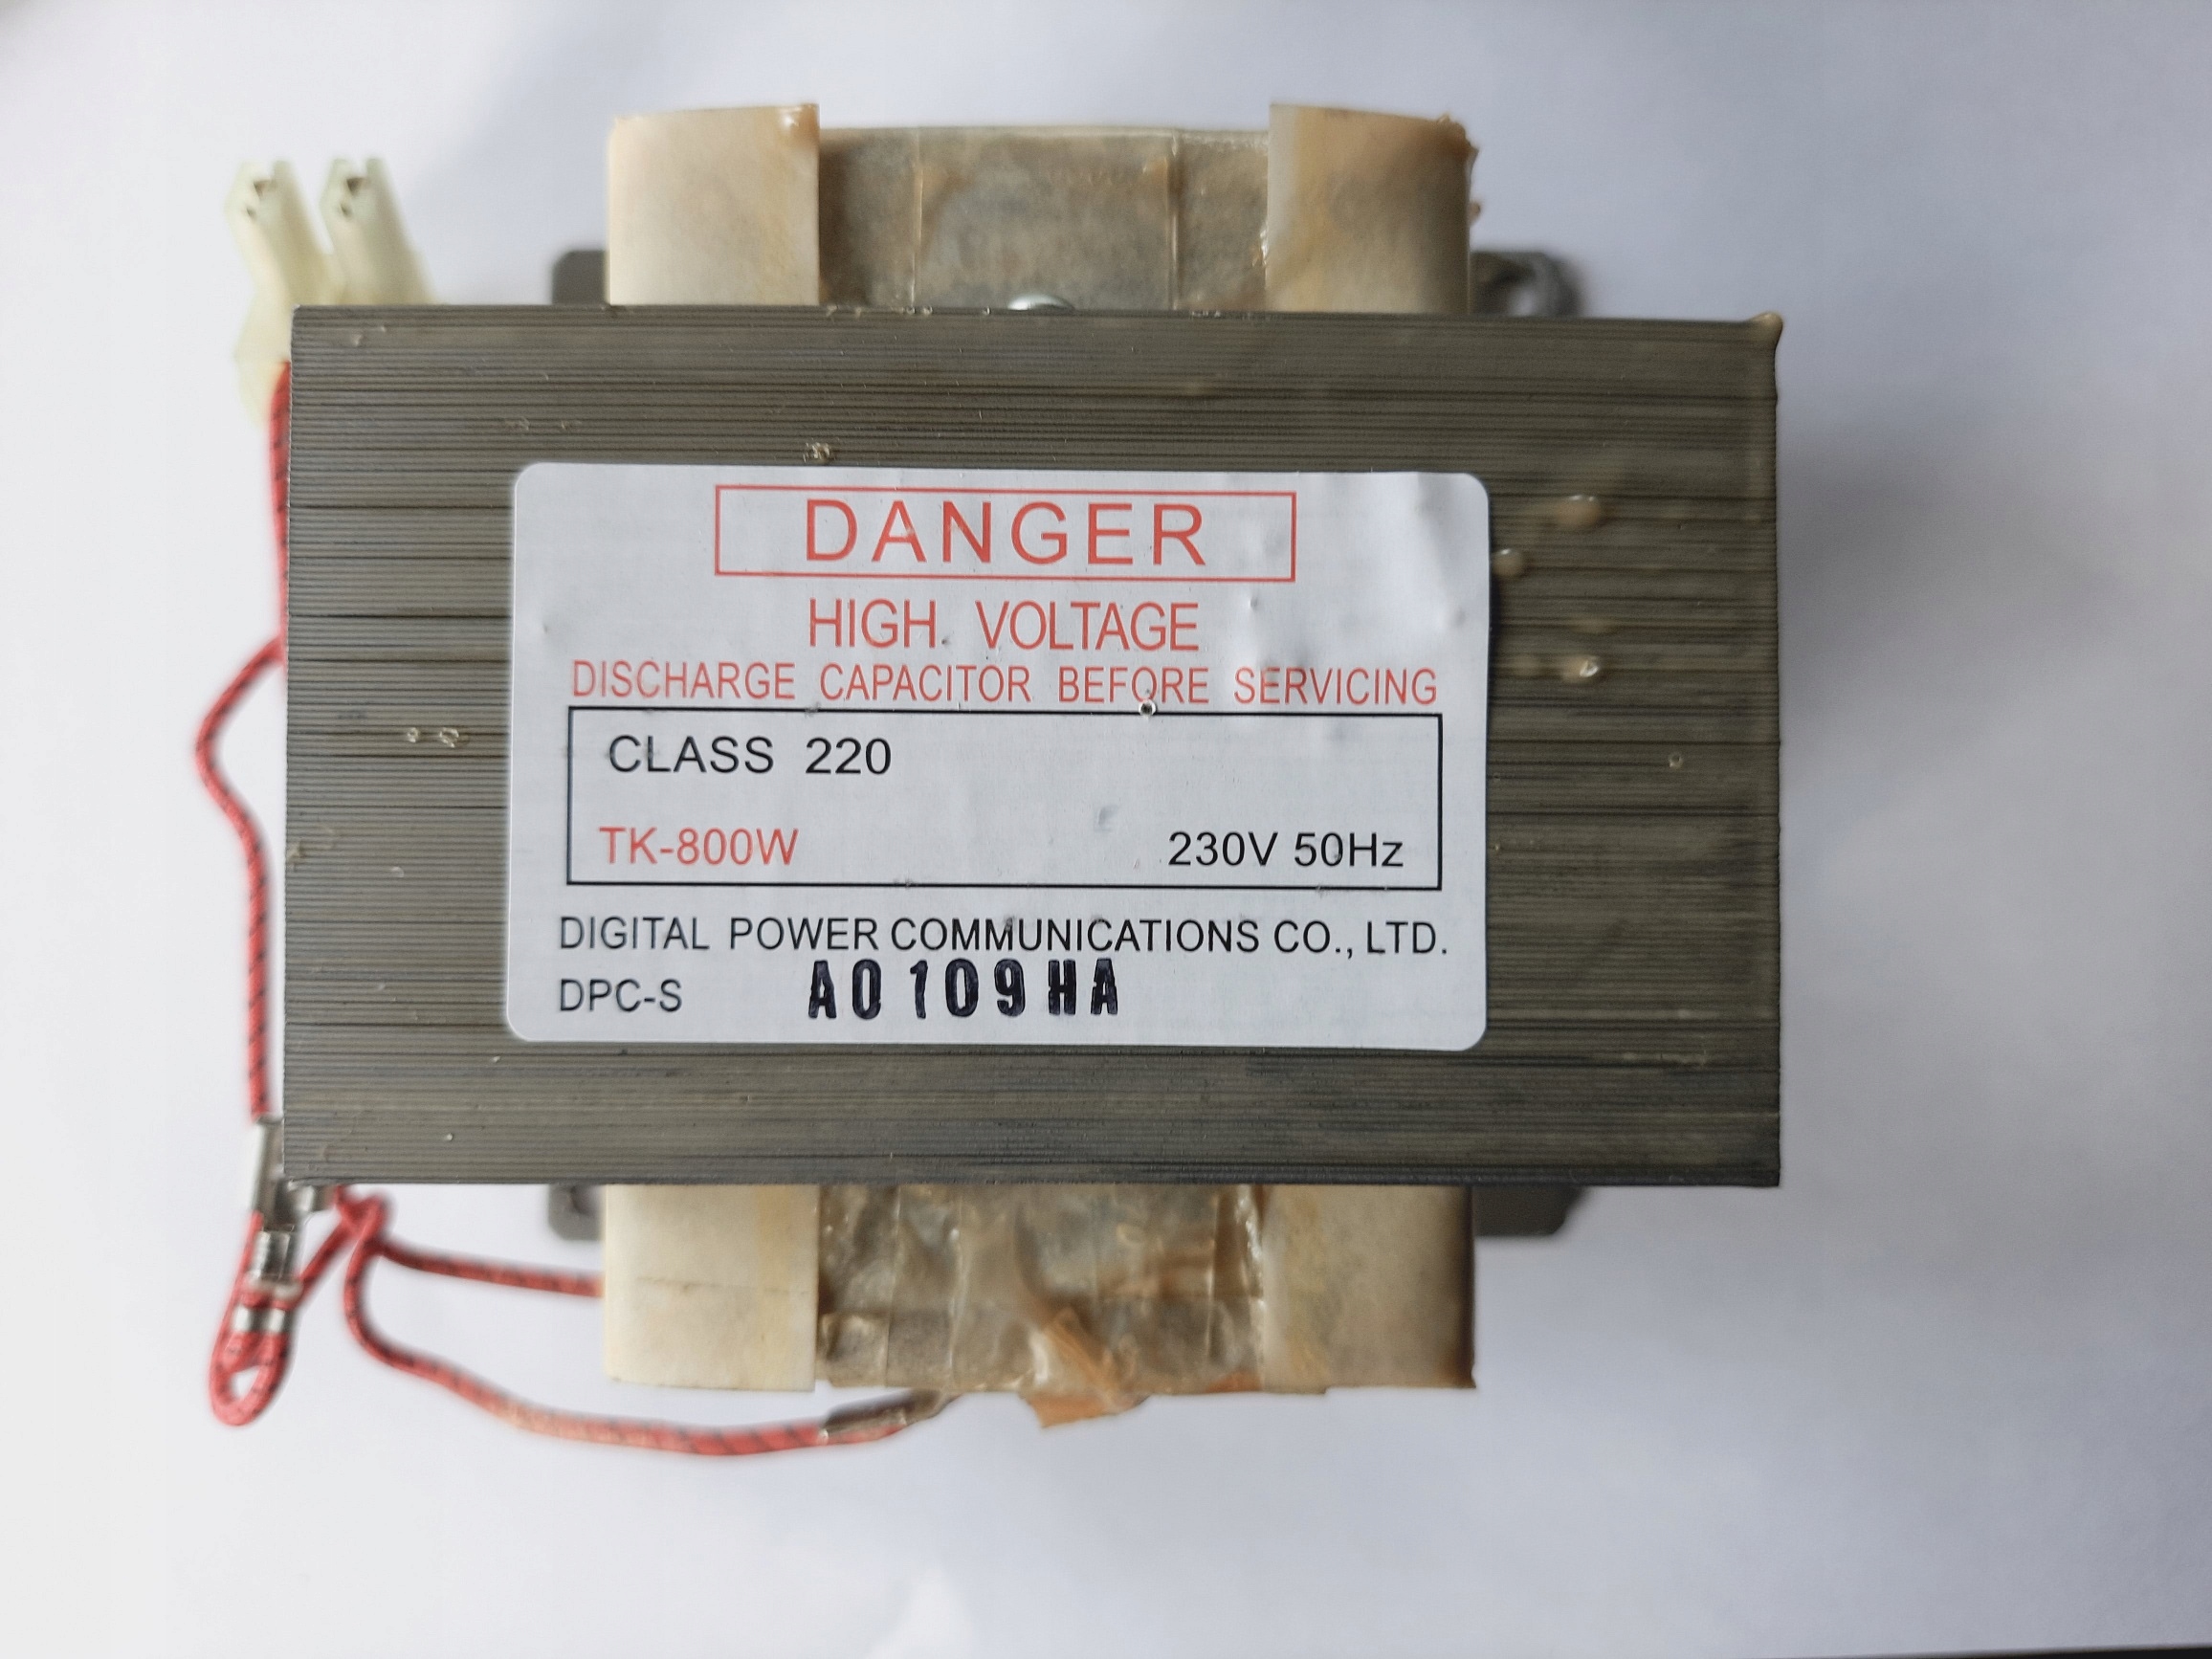 DANGER
HIGH VOLTAGE
DISCHARGE CAPACITOR BEFORE SERVICING
CLASS 220
TK-800W 230V 50Hz
DIGITAL POWER COMMUNICATIONS CO., LTD.
DPC-S A0109HA